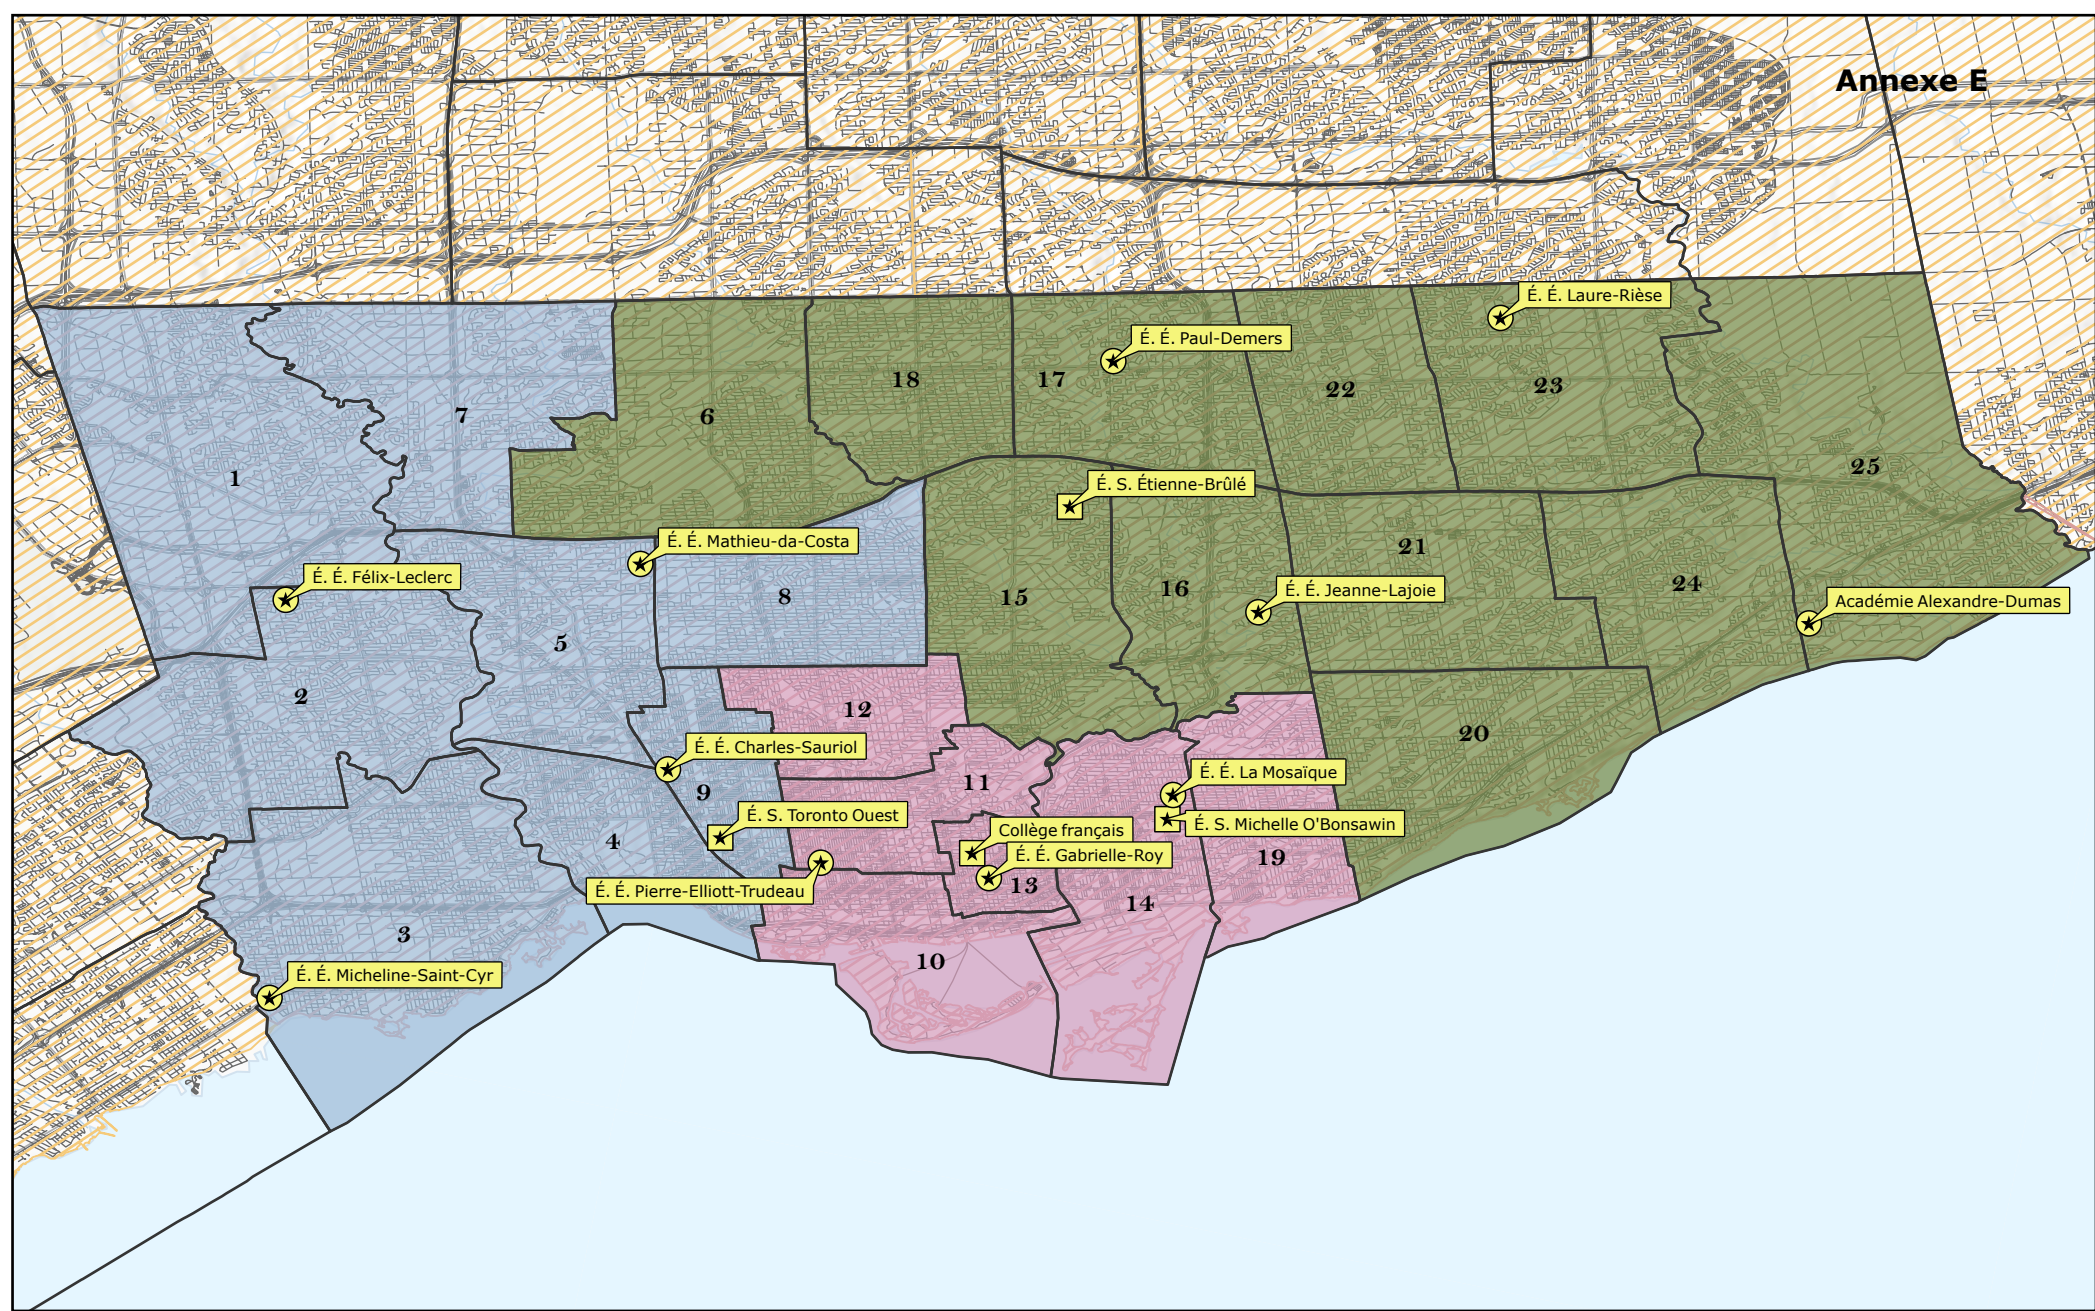 Annexe E
É. É. Laure-Rièse
É. É. Paul-Demers
18
17
22
23
7
6
1
25
É. S. Étienne-Brûlé
É. É. Mathieu-da-Costa
21
É. É. Félix-Leclerc
8
15
16
É. É. Jeanne-Lajoie
24
Académie Alexandre-Dumas
5
2
12
20
É. É. Charles-Sauriol
11
É. É. La Mosaïque
9
É. S. Toronto Ouest
É. S. Michelle O'Bonsawin
Collège français
4
É. É. Gabrielle-Roy
19
É. É. Pierre-Elliott-Trudeau
13
14
3
10
É. É. Micheline-Saint-Cyr